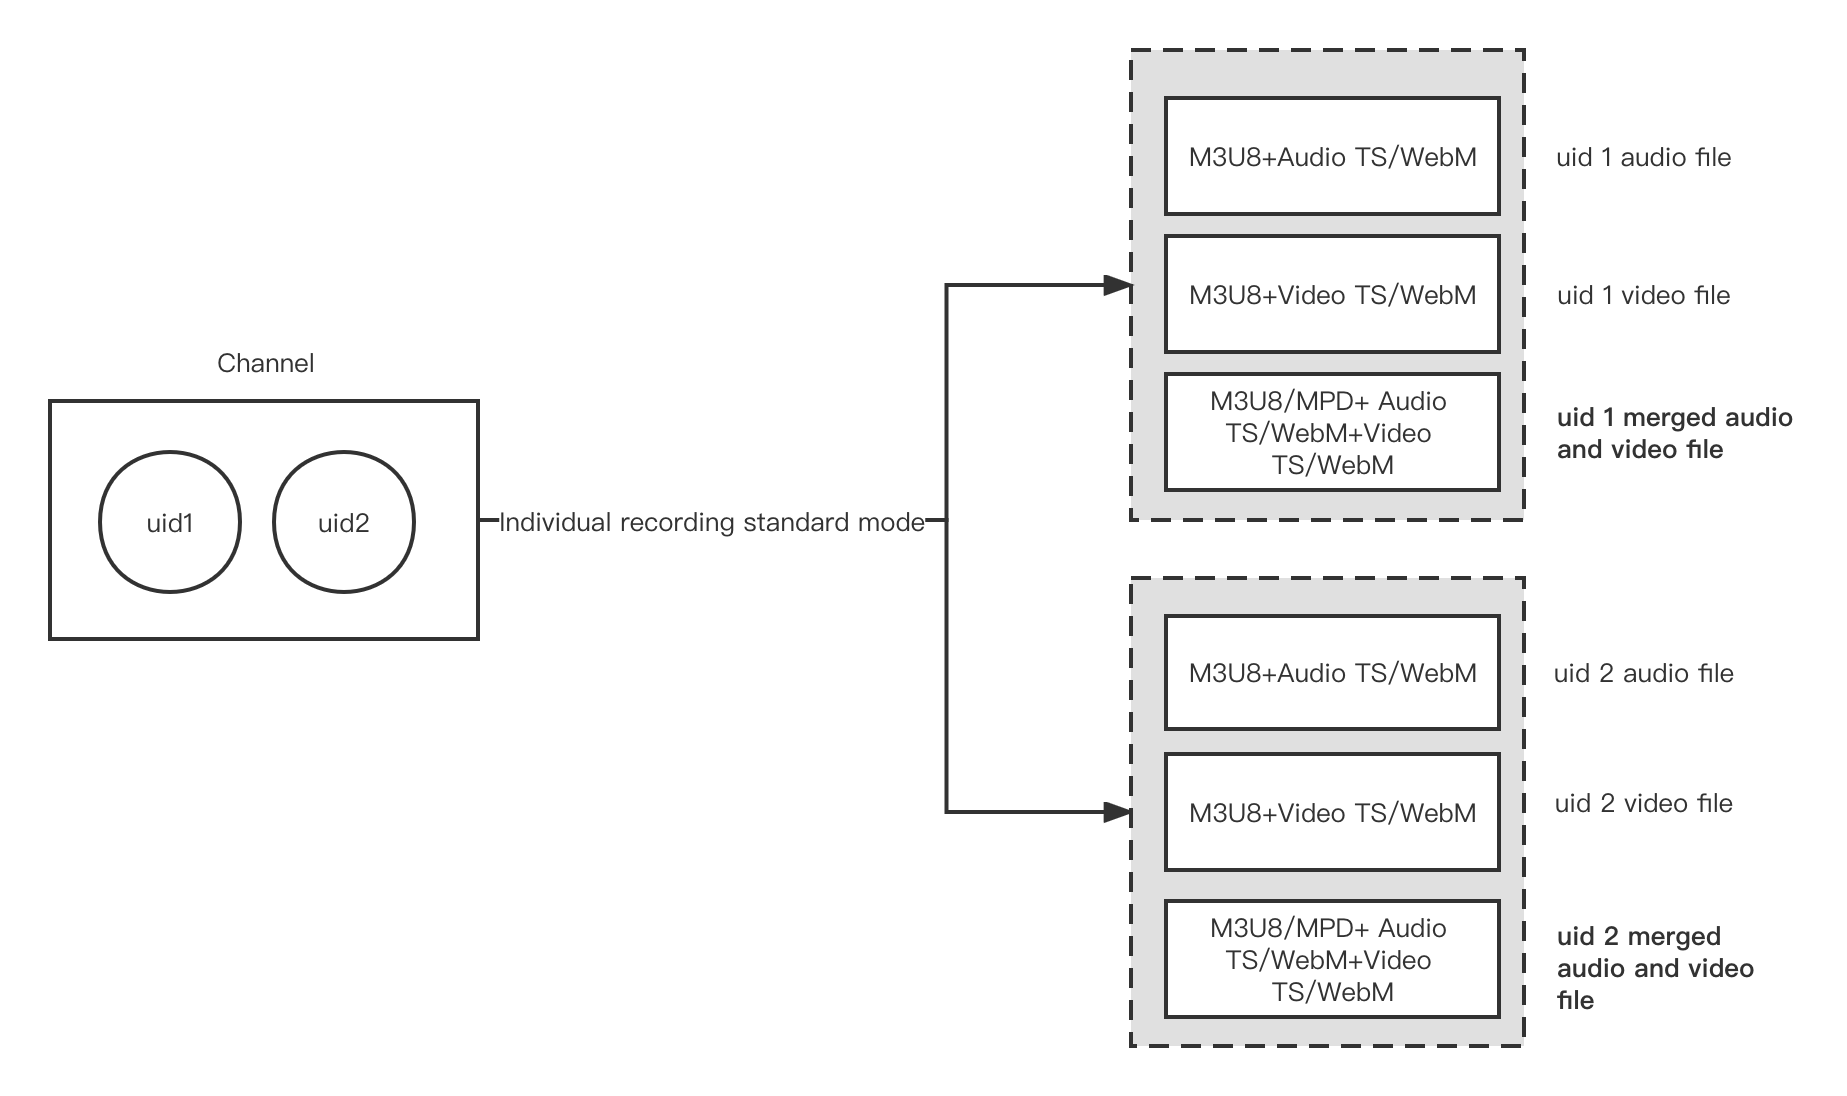 Channel
uid1
uid2
Individual recording standard mode
M3U8+Audio TS/WebM
uid 1 audio file
M3U8+Video TS/WebM
uid 1 video file
M3U8/MPD+ Audio
TS/WebM+Video
TS/WebM
uid 1 merged audio
and video file
M3U8+Audio TS/WebM
uid 2 audio file
M3U8+Video TS/WebM
uid 2 video file
M3U8/MPD+ Audio
TS/WebM+Video
TS/WebM
uid 2 merged
audio and video
file